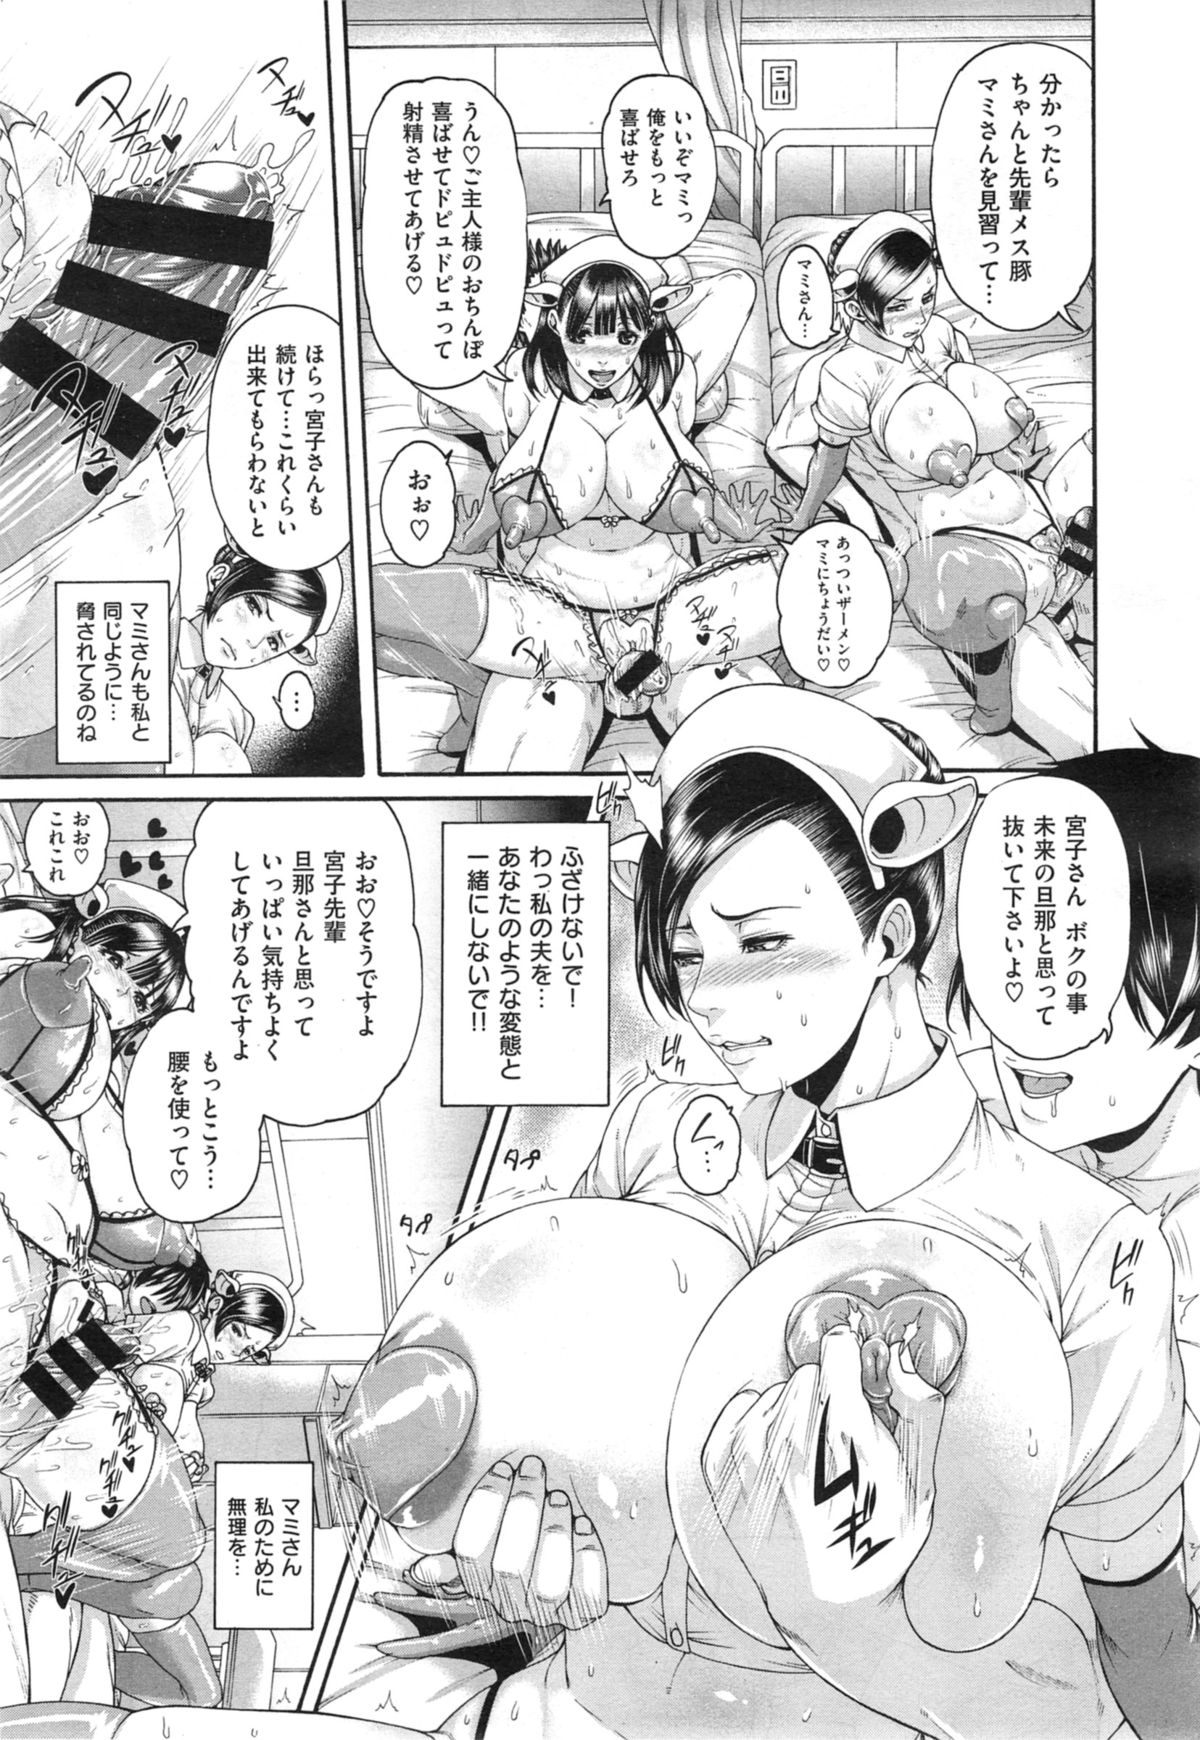 分かったら
ちゃんと先輩メス豚
マミさんを見習って…
マミさん…
いいぞマミっ
俺をもっと
喜ばせろ
うん♡ご主人様のおちんぽ
喜ばせてドピュドピュって
射精させてあげる♡
おぉ♡
あっついザーメン♡
マミにちょうだい♡
ほらっ宮子さんも
続けて…これくらい
出来てもらわないと
…
マミさんも私と
同じように…
脅されてるのね
宮子さん ボクの事
未来の旦那と思って
抜いて下さいよ♡
くっ…
ふざけないで！
わっ私の夫を…
あなたのような変態と
一緒にしないで!!
おお♡そうですよ
宮子先輩
旦那さんと思って
いっぱい気持ちよく
してあげるんですよ
もっとこう…
腰を使って♡
おお♡
これこれ
マミさん
私のために
無理を…
ビク
タプ
タプ
ビク
ムギュ